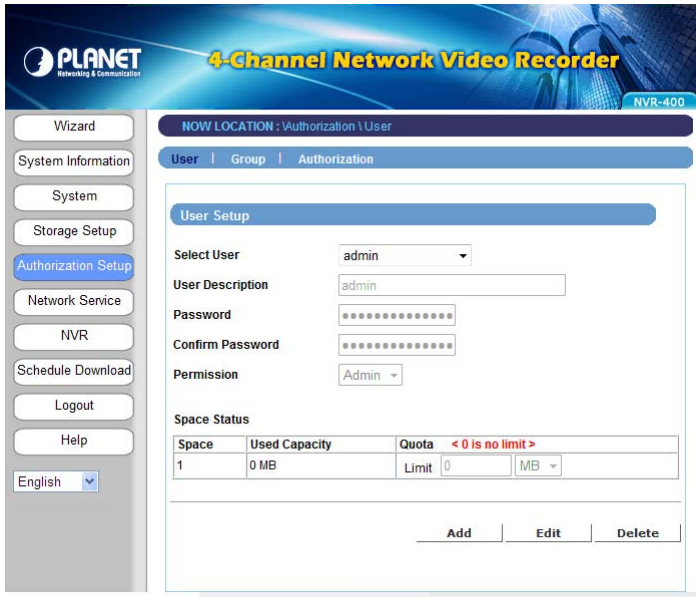 PLANET
Networking & Communication
4-Channel Network Video Recorder
NVR-400
Wizard
System Information
System
Storage Setup
Authorization Setup
Network Service
NVR
Schedule Download
Logout
Help
English
NOW LOCATION : \Authorization \ User
User | Group | Authorization
User Setup
Select User admin
User Description admin
Password ●●●●●●●●●●●●●●
Confirm Password ●●●●●●●●●●●●●●
Permission Admin
Space Status
Space Used Capacity Quota < 0 is no limit >
1 0 MB Limit 0 MB
Add Edit Delete